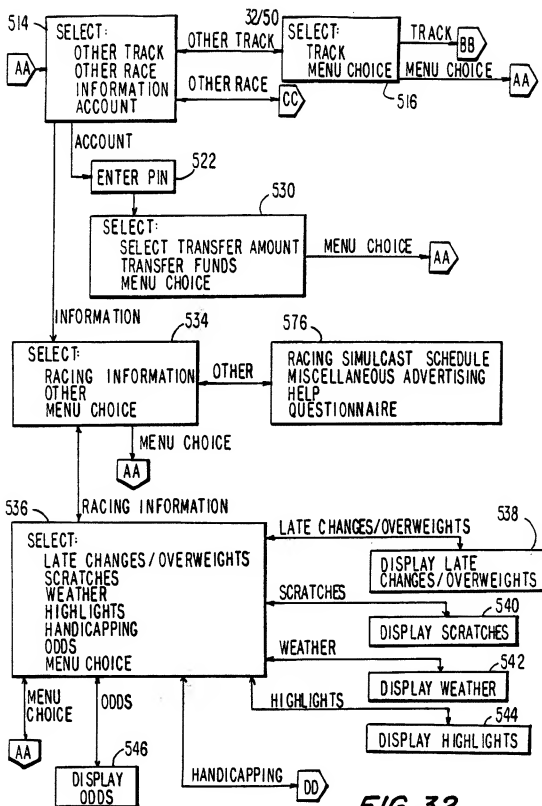 514
32/50
SELECT:
OTHER TRACK
OTHER RACE
INFORMATION
ACCOUNT
AA
OTHER TRACK
SELECT:
TRACK
MENU CHOICE
TRACK
BB
MENU CHOICE
AA
516
OTHER RACE
CC
ACCOUNT
522
ENTER PIN
530
SELECT:
SELECT TRANSFER AMOUNT
TRANSFER FUNDS
MENU CHOICE
MENU CHOICE
AA
INFORMATION
534
SELECT:
RACING INFORMATION
OTHER
MENU CHOICE
OTHER
576
RACING SIMULCAST SCHEDULE
MISCELLANEOUS ADVERTISING
HELP
QUESTIONNAIRE
MENU CHOICE
AA
RACING INFORMATION
536
SELECT:
LATE CHANGES/OVERWEIGHTS
SCRATCHES
WEATHER
HIGHLIGHTS
HANDICAPPING
ODDS
MENU CHOICE
LATE CHANGES/OVERWEIGHTS
538
DISPLAY LATE
CHANGES/OVERWEIGHTS
SCRATCHES
540
DISPLAY SCRATCHES
WEATHER
542
DISPLAY WEATHER
HIGHLIGHTS
544
DISPLAY HIGHLIGHTS
MENU
CHOICE
AA
ODDS
546
DISPLAY
ODDS
HANDICAPPING
DD
FIG. 32